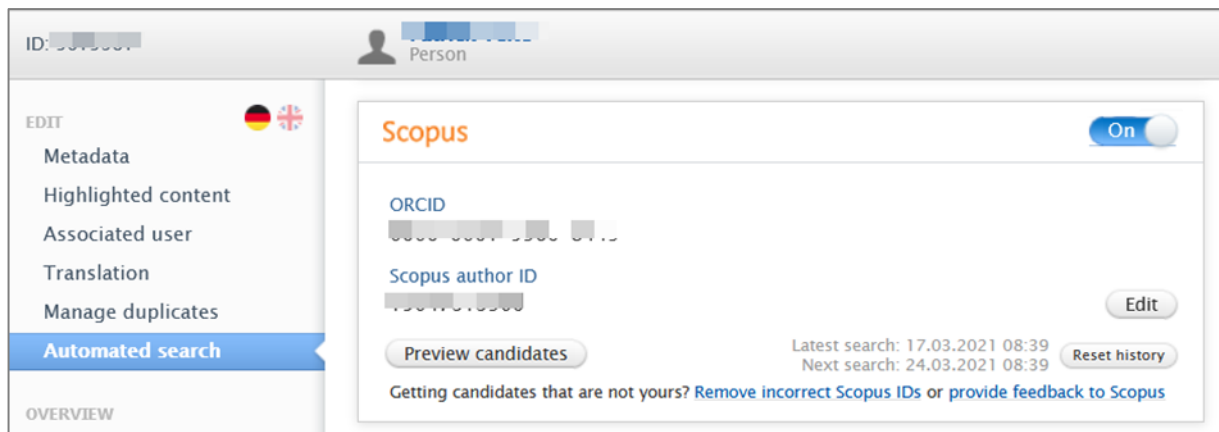 ID:
Person
EDIT
Metadata
Highlighted content
Associated user
Translation
Manage duplicates
Automated search
OVERVIEW
Scopus
On
ORCID
Scopus author ID
Edit
Preview candidates
Latest search: 17.03.2021 08:39
Next search: 24.03.2021 08:39
Reset history
Getting candidates that are not yours? Remove incorrect Scopus IDs or provide feedback to Scopus